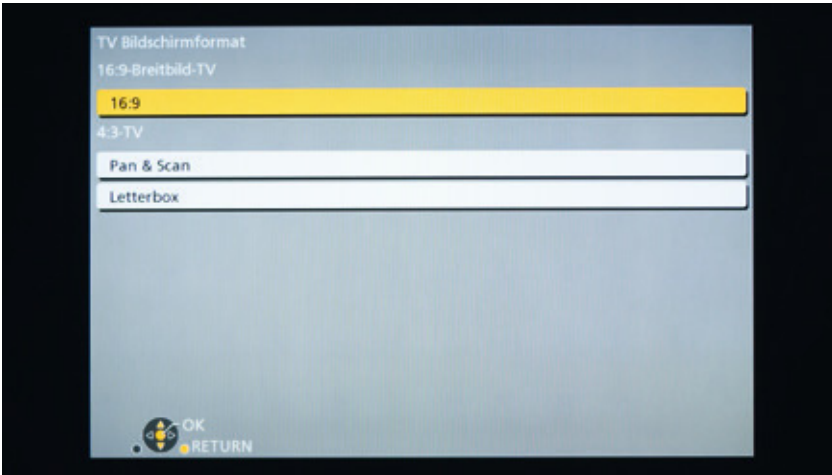 TV Bildschirmformat
16:9-Breitbild-TV
16:9
4:3-TV
Pan & Scan
Letterbox
OK
RETURN